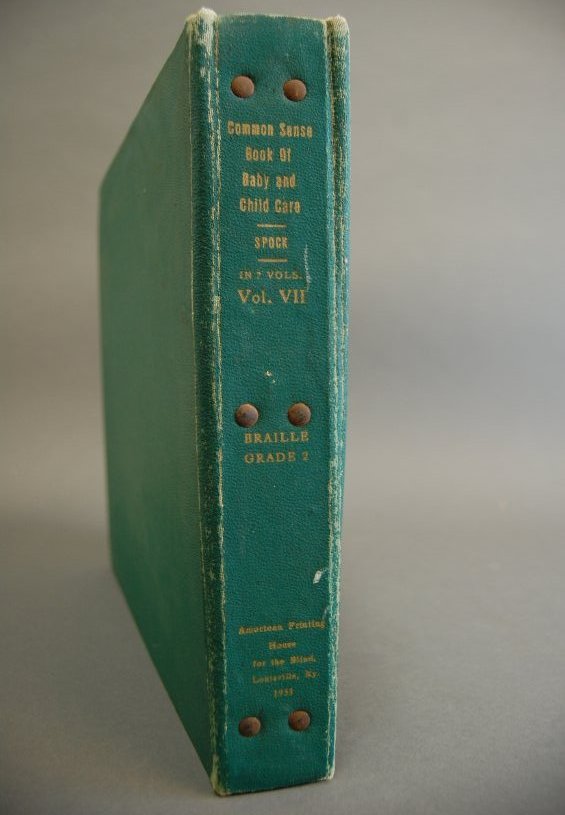 Common Sense
Book Of
Baby and
Child Care
SPOCK
IN 7 VOLS.
Vol. VII
BRAILLE
GRADE 2
American Printing
House
for the Blind,
Louisville, Ky